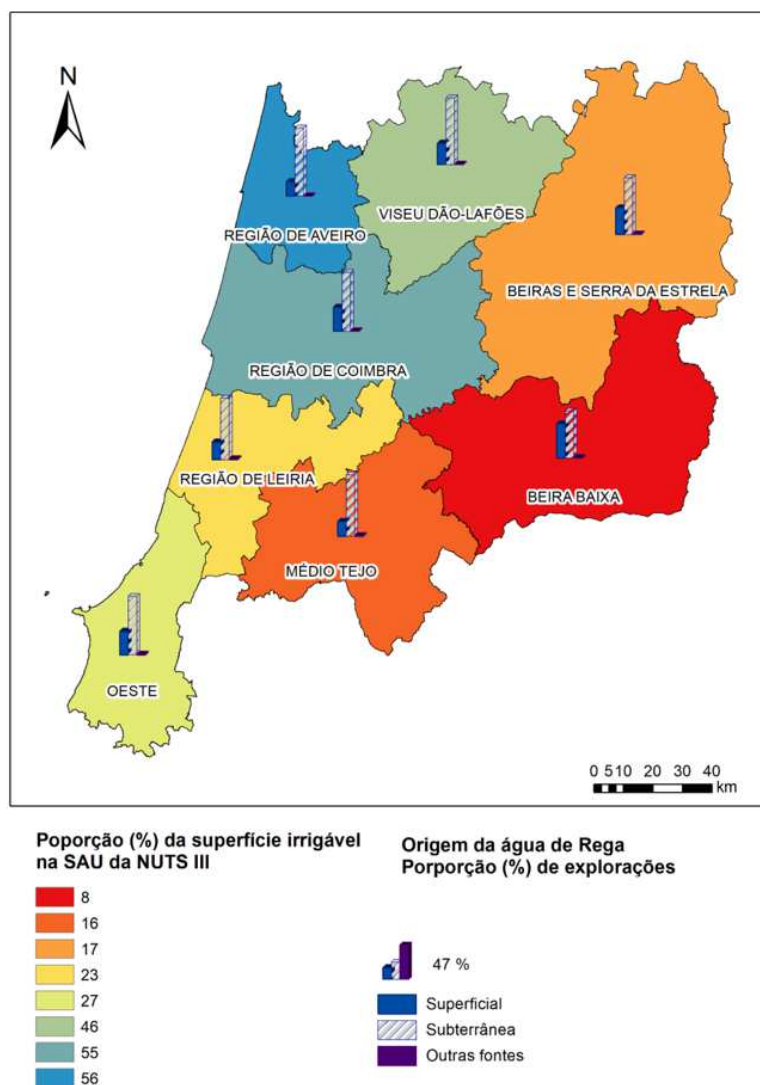 N
REGIÃO DE AVEIRO
VISEU DÃO-LAFÕES
BEIRAS E SERRA DA ESTRELA
REGIÃO DE COIMBRA
REGIÃO DE LEIRIA
BEIRA BAIXA
MÉDIO TEJO
OESTE
0 5 10 20 30 40
km
Poporção (%) da superfície irrigável
na SAU da NUTS III
8
16
17
23
27
46
55
56
Origem da água de Rega
Porporção (%) de explorações
47 %
Superficial
Subterrânea
Outras fontes